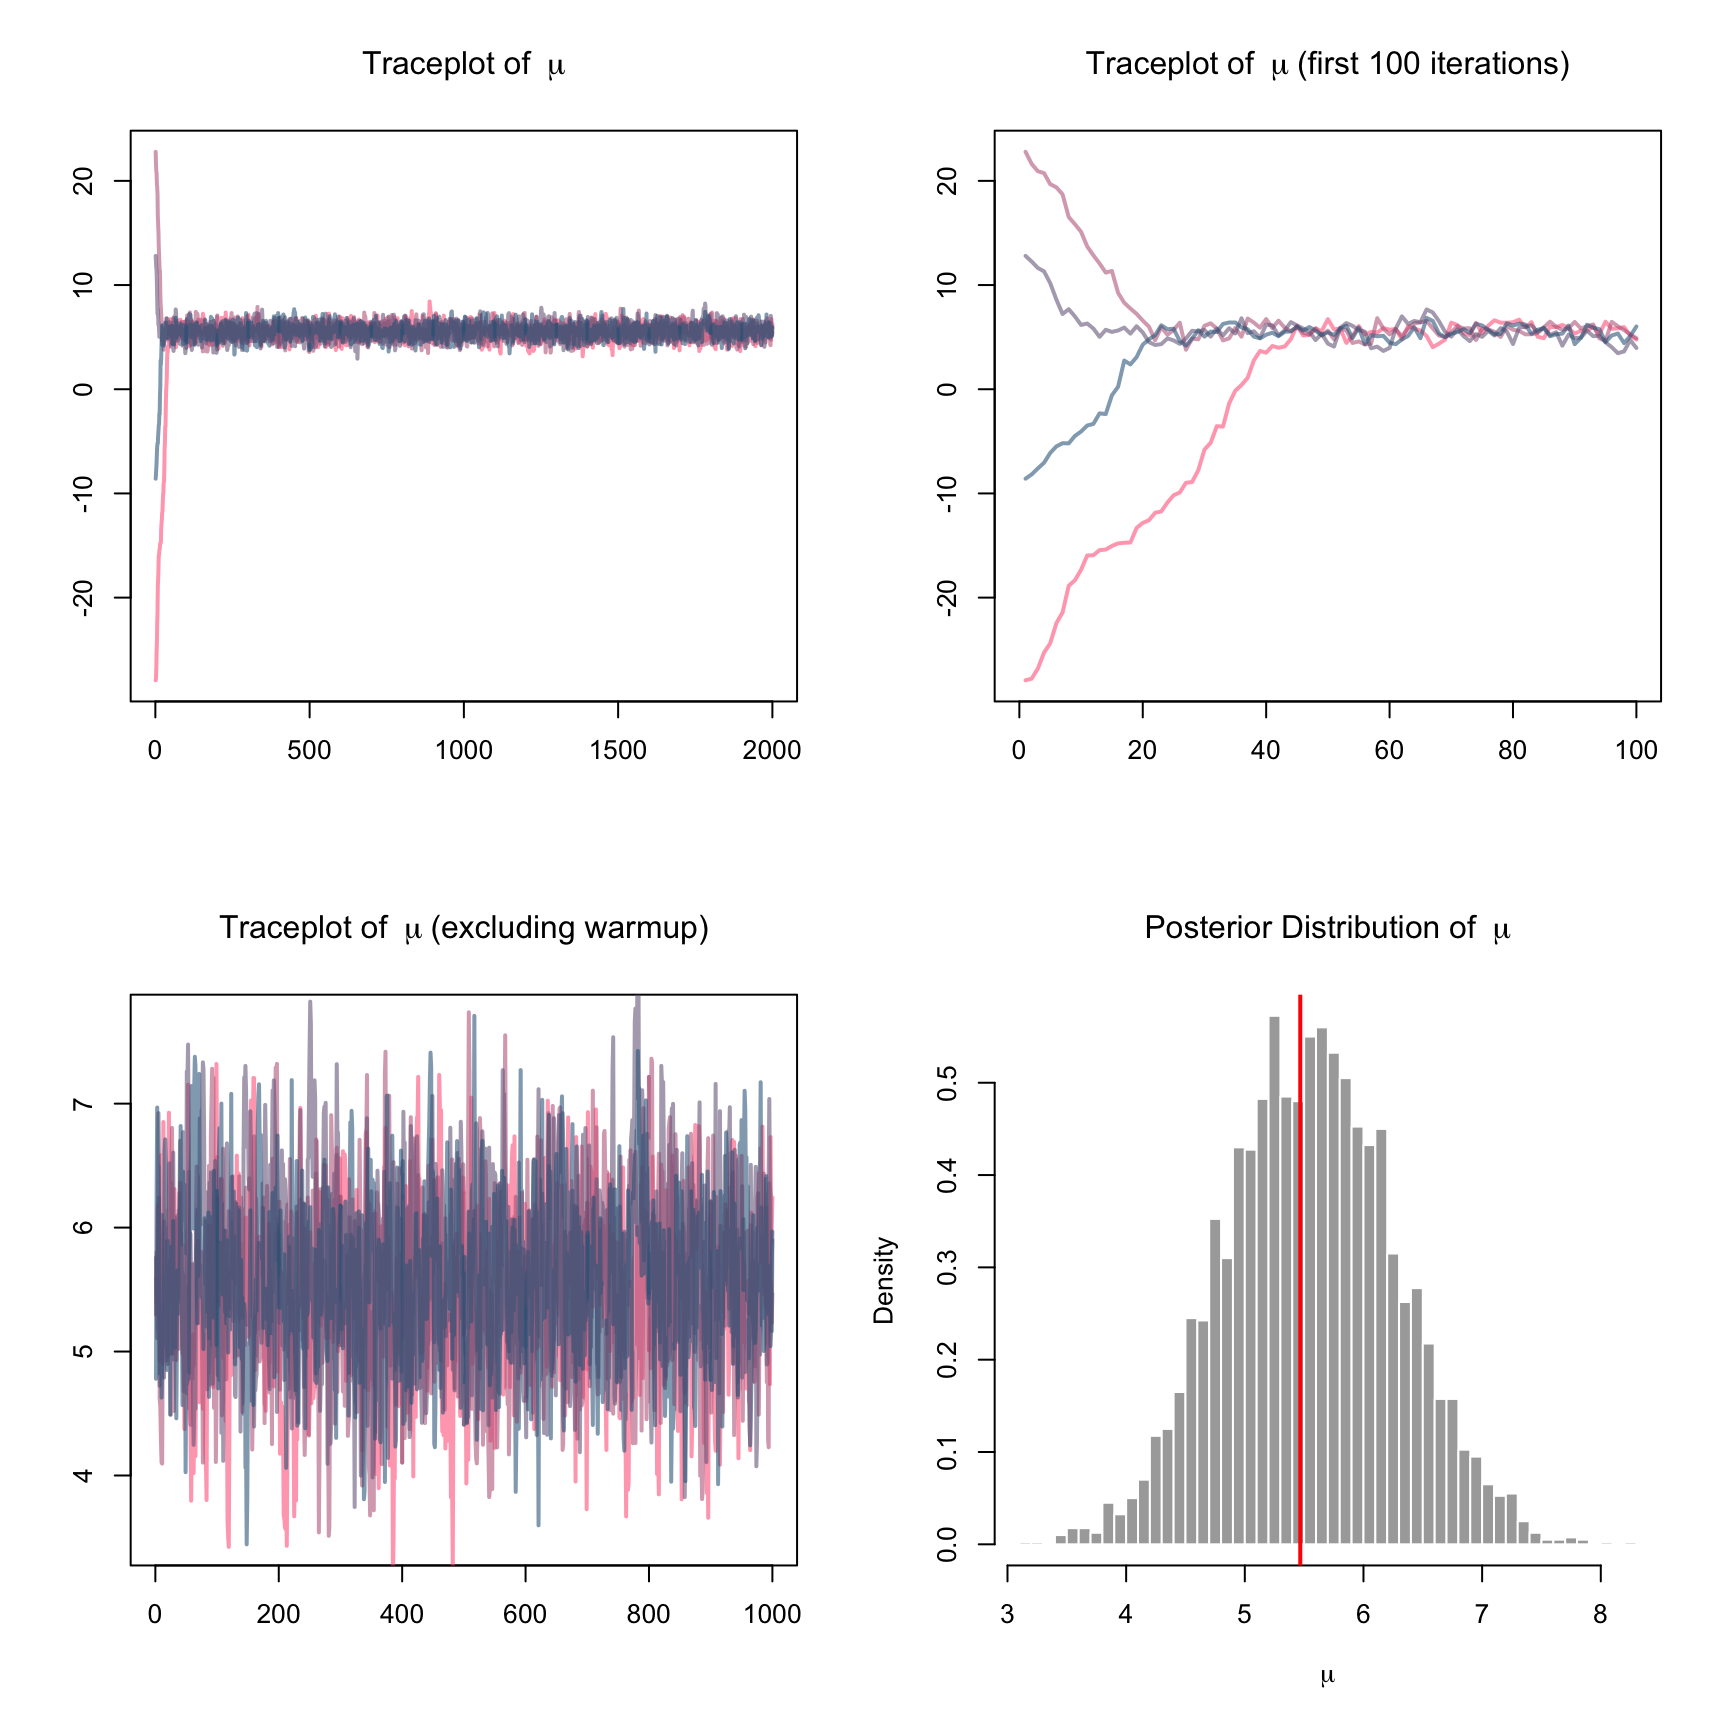 Traceplot of μ
20
10
0
-10
-20
0 500 1000 1500 2000
Traceplot of μ (first 100 iterations)
20
10
0
-10
-20
0 20 40 60 80 100
Traceplot of μ (excluding warmup)
7
6
5
4
0 200 400 600 800 1000
Posterior Distribution of μ
Density
0.5
0.4
0.3
0.2
0.1
0.0
3 4 5 6 7 8
μ